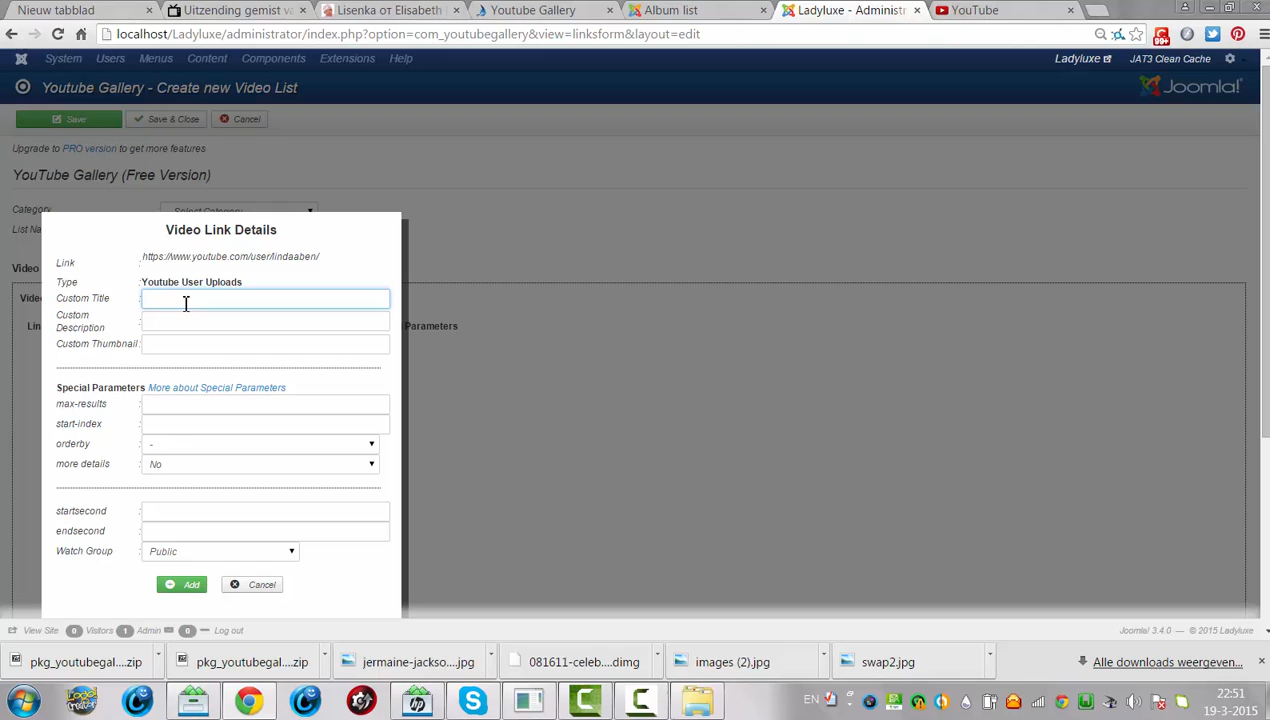 Nieuw tabblad
Uitzending gemist v
Lisenka от Elisabeth
Youtube Gallery
Album list
Ladyluxe - Administr
YouTube
localhost/Ladyluxe/administrator/index.php?option=com_youtubegallery&view=linksform&layout=edit
99+
System Users Menus Content Components Extensions Help
Ladyluxe JAT3 Clean Cache
Youtube Gallery - Create new Video List
Joomla!
Save
Save & Close
Cancel
Upgrade to PRO version to get more features
YouTube Gallery (Free Version)
Category
List Na
Video
Parameters
Video Link Details
Link : https://www.youtube.com/user/lindaaben/
Type : Youtube User Uploads
Custom Title :
Custom Description :
Custom Thumbnail :
Special Parameters More about Special Parameters
max-results :
start-index :
orderby : -
more details : No
startsecond :
endsecond :
Watch Group : Public
Add
Cancel
View Site 0 Visitors 1 Admin 0 Log out
Joomla! 3.4.0 — © 2015 Ladyluxe
pkg_youtubegal....zip
pkg_youtubegal....zip
jermaine-jackso....jpg
081611-celeb....dimg
images (2).jpg
swap2.jpg
Alle downloads weergeven...
EN
22:51
19-3-2015